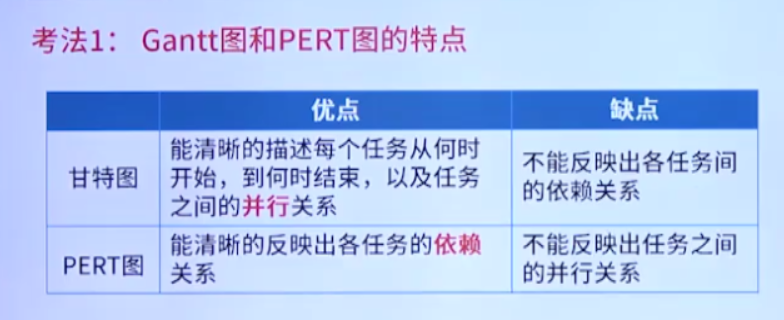 考法1： Gantt图和PERT图的特点
优点
缺点
甘特图
能清晰的描述每个任务从何时
开始，到何时结束，以及任务
之间的并行关系
不能反映出各任务间
的依赖关系
PERT图
能清晰的反映出各任务的依赖
关系
不能反映出任务之间
的并行关系